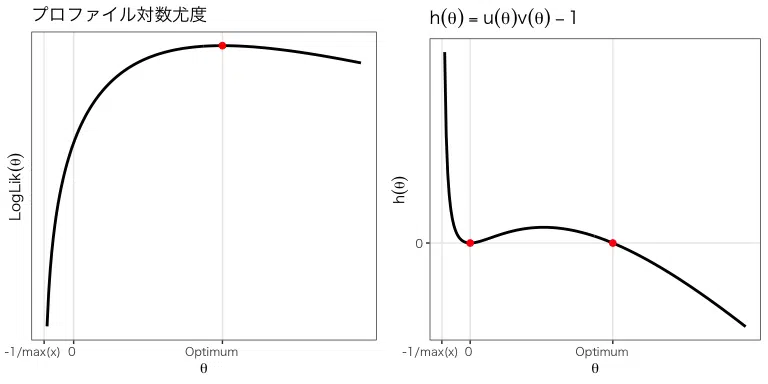 プロファイル対数尤度
LogLik(θ)
-1/max(x) 0 Optimum
θ
h(θ) = u(θ)v(θ) − 1
h(θ)
0
-1/max(x) 0 Optimum
θ